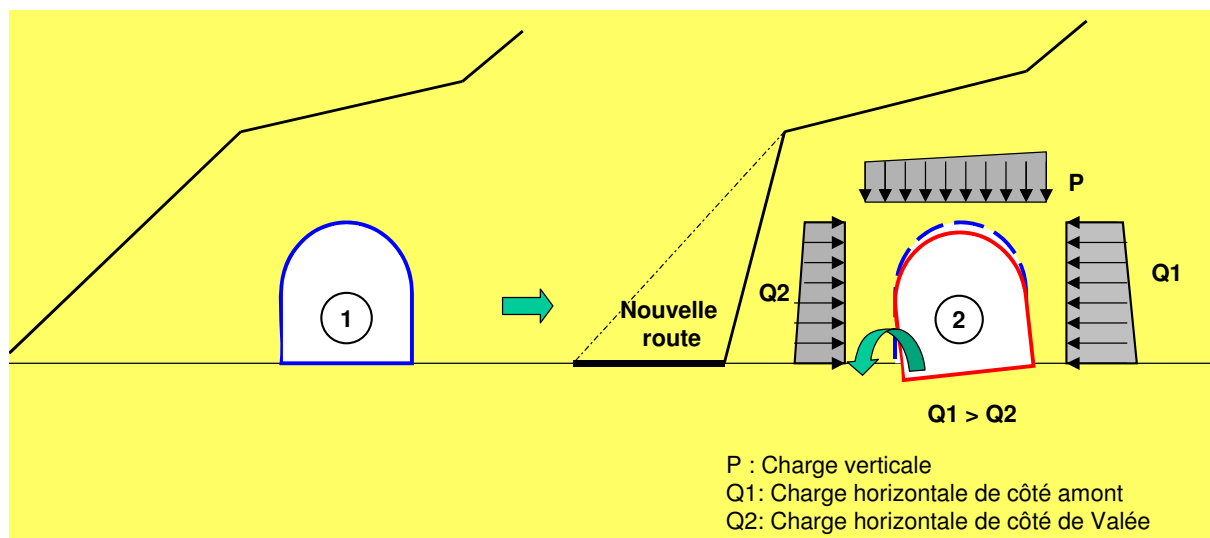 1
Nouvelle
route
P
Q2
Q1
2
Q1 > Q2
P : Charge verticale
Q1: Charge horizontale de côté amont
Q2: Charge horizontale de côté de Valée